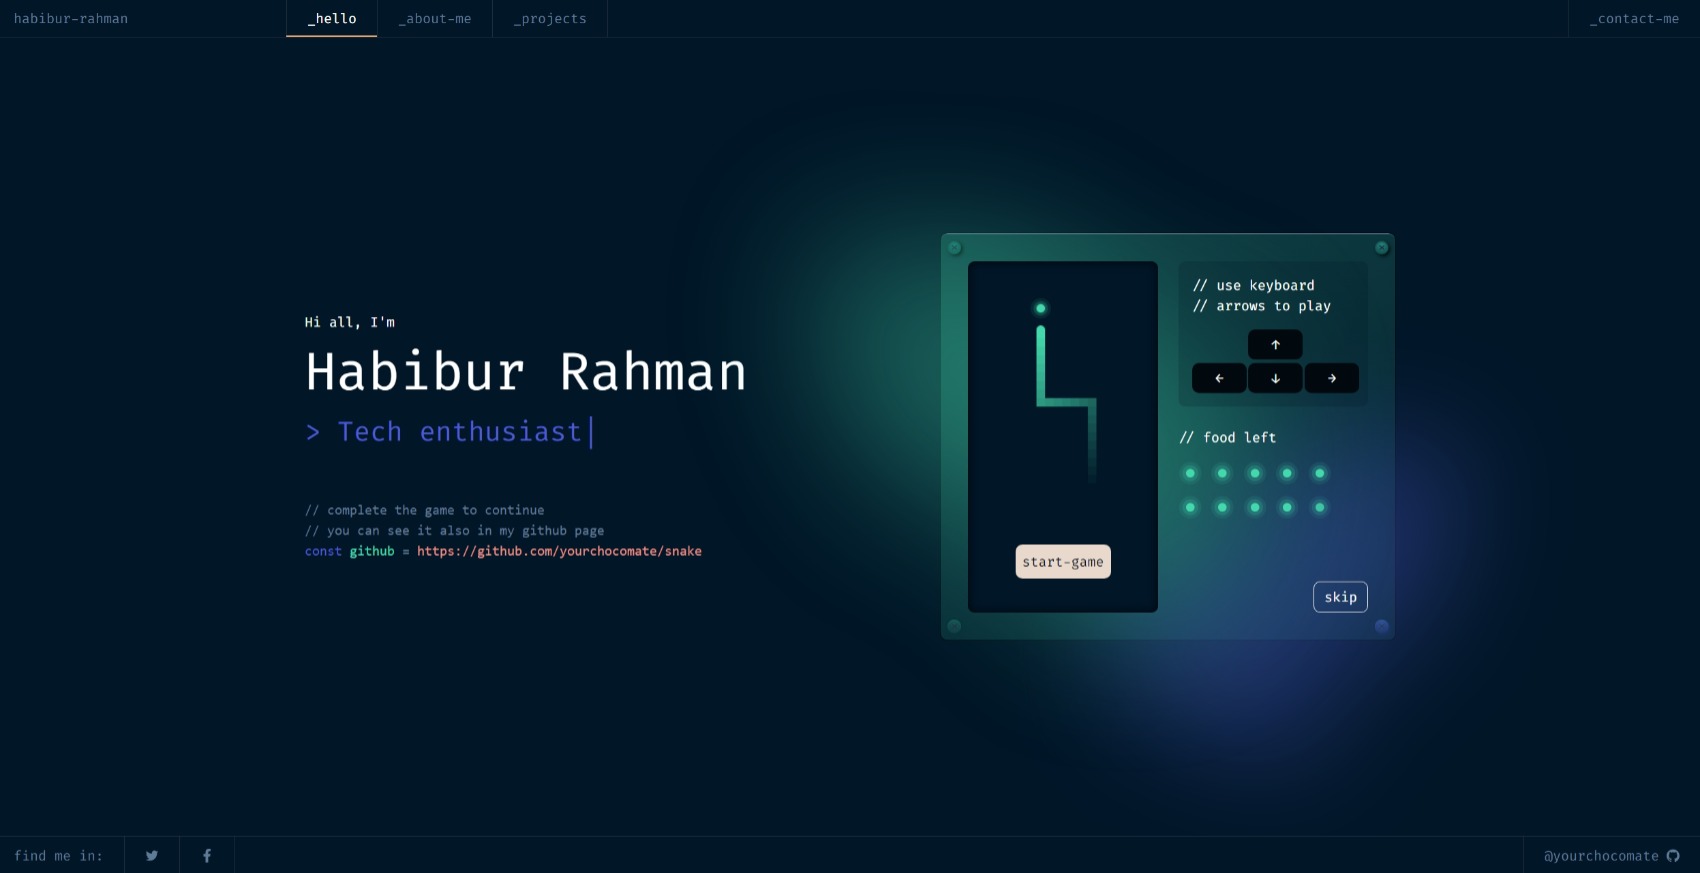 habibur-rahman
_hello
_about-me
_projects
_contact-me
Hi all, I'm
Habibur Rahman
> Tech enthusiast
// complete the game to continue
// you can see it also in my github page
const github = https://github.com/yourchocomate/snake
start-game
// use keyboard
// arrows to play
↑
← ↓ →
// food left
skip
find me in:
@yourchocomate